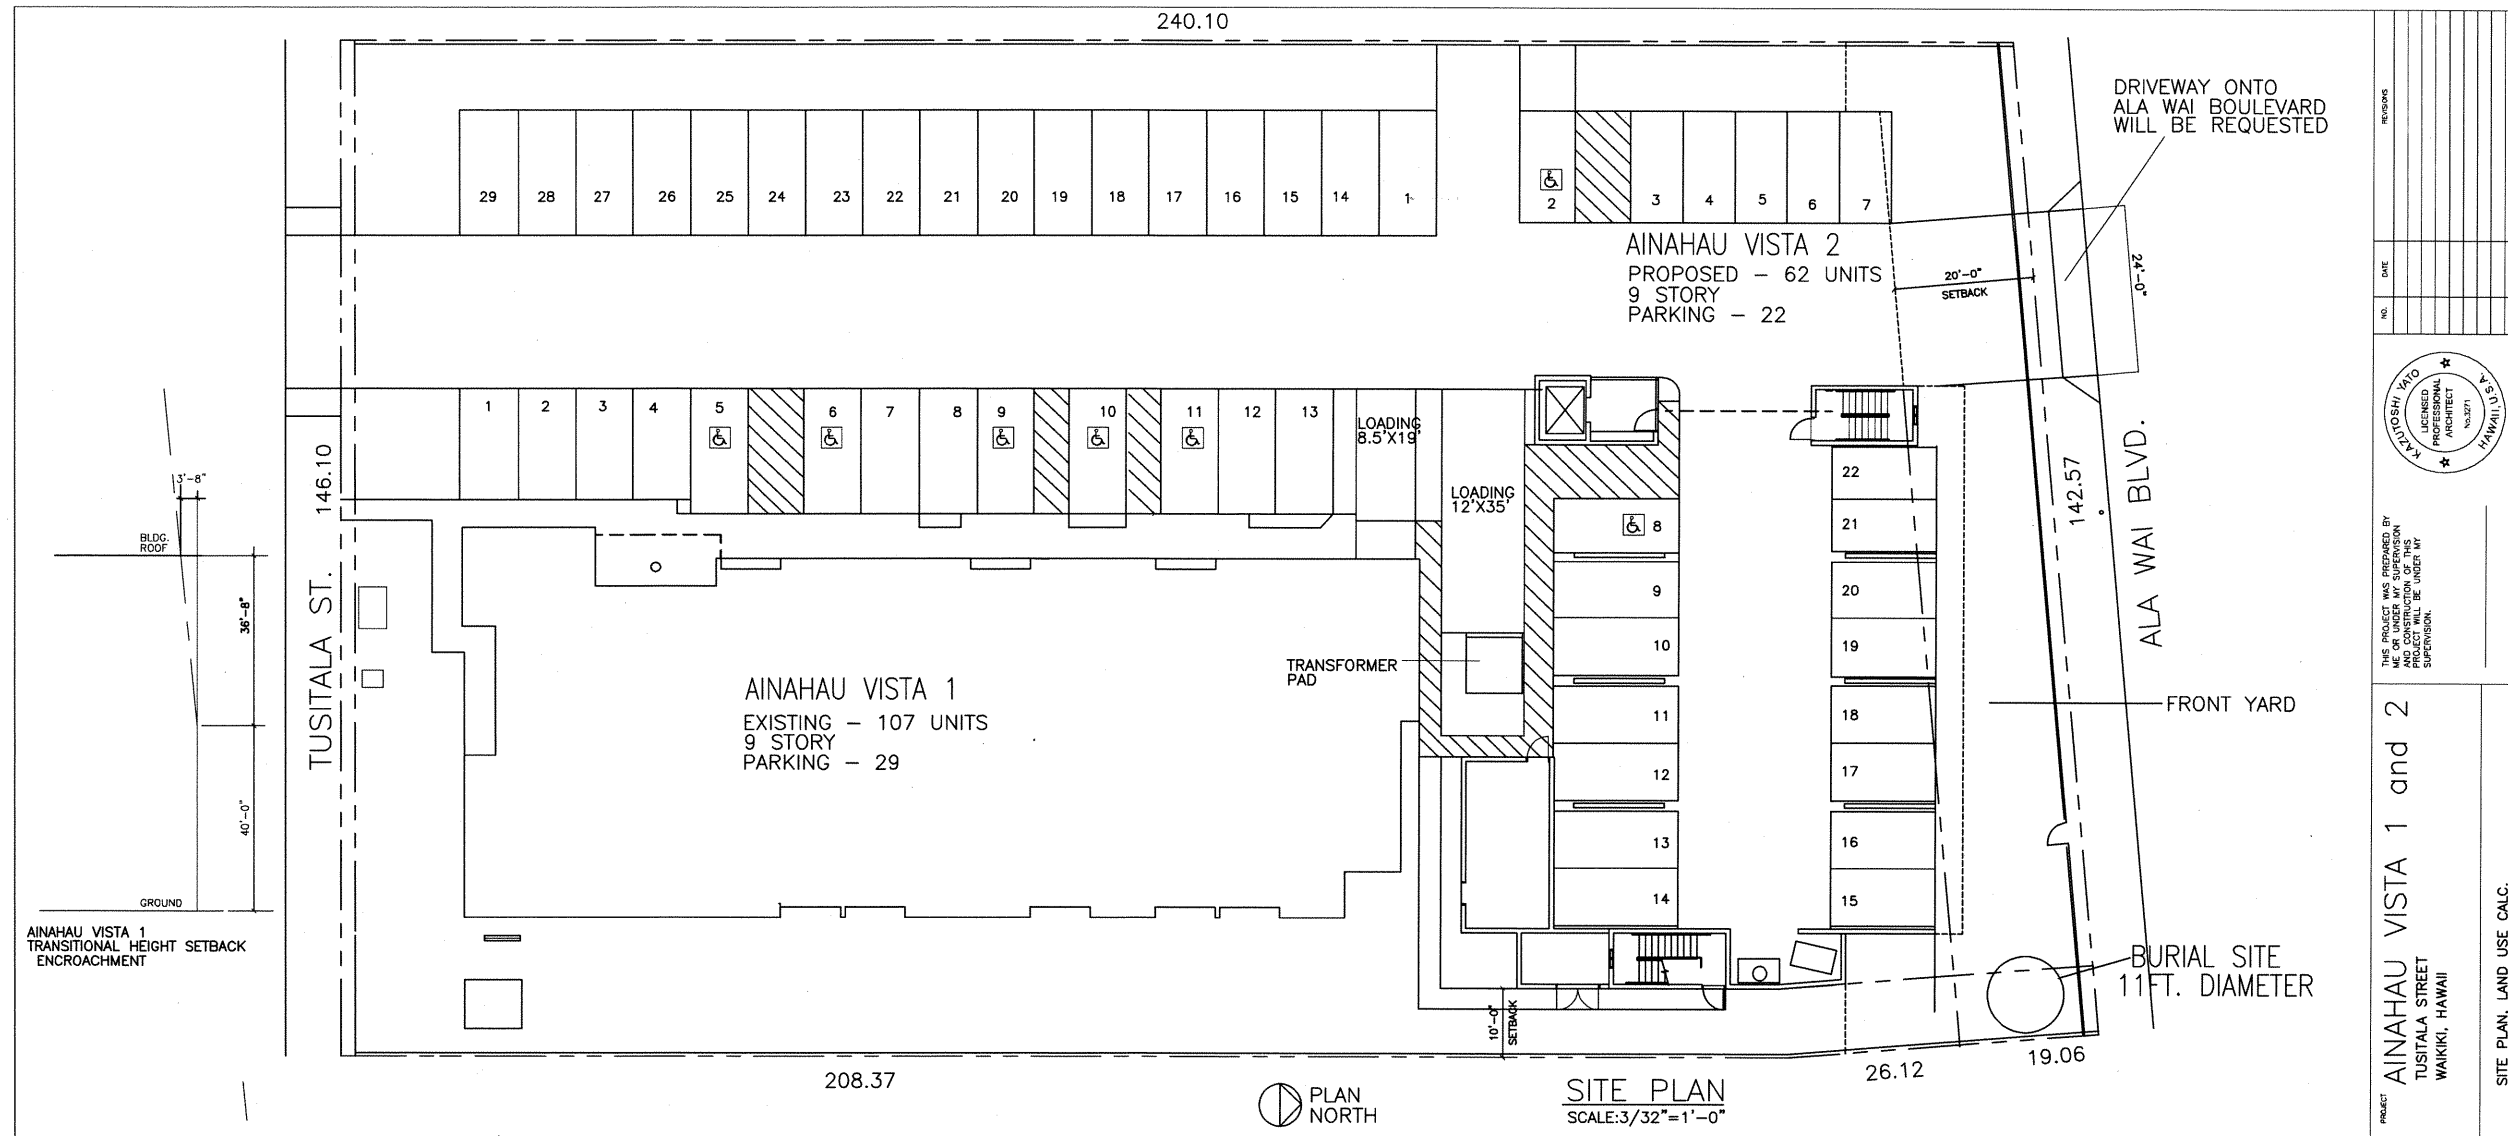 240.10
DRIVEWAY ONTO
ALA WAI BOULEVARD
WILL BE REQUESTED
29 28 27 26 25 24 23 22 21 20 19 18 17 16 15 14 1
2 3 4 5 6 7
AINAHAU VISTA 2
PROPOSED – 62 UNITS
9 STORY
PARKING – 22
20'-0"
SETBACK
24'-0"
1 2 3 4 5 6 7 8 9 10 11 12 13
LOADING
8.5'X19'
LOADING
12'X35'
22
21
20
19
18
17
16
15
8
9
10
11
12
13
14
146.10
TUSITALA ST.
142.57
ALA WAI BLVD.
3'-8"
BLDG.
ROOF
36'-8"
40'-0"
GROUND
AINAHAU VISTA 1
TRANSITIONAL HEIGHT SETBACK
ENCROACHMENT
AINAHAU VISTA 1
EXISTING – 107 UNITS
9 STORY
PARKING – 29
TRANSFORMER
PAD
FRONT YARD
BURIAL SITE
11FT. DIAMETER
10'-0"
SETBACK
208.37
26.12
19.06
PLAN
NORTH
SITE PLAN
SCALE:3/32"=1'-0"
REVISIONS
DATE
NO.
KAZUTOSHI YATO
LICENSED
PROFESSIONAL
ARCHITECT
No.3271
HAWAII, U.S.A.
THIS PROJECT WAS PREPARED BY
ME OR UNDER MY SUPERVISION
AND CONSTRUCTION OF THIS
PROJECT WILL BE UNDER MY
SUPERVISION.
PROJECT
AINAHAU VISTA 1 and 2
TUSITALA STREET
WAIKIKI, HAWAII
SITE PLAN, LAND USE CALC.